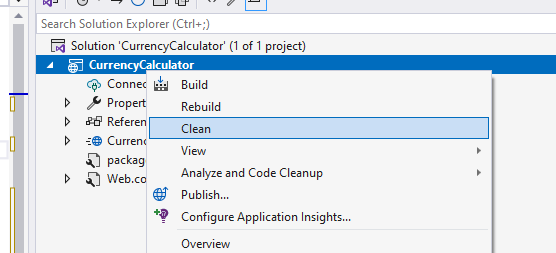 Search Solution Explorer (Ctrl+;)
Solution 'CurrencyCalculator' (1 of 1 project)
CurrencyCalculator
Connec
Build
Propert
Rebuild
Referen
Clean
Currenc
View
packag
Analyze and Code Cleanup
Web.co
Publish...
Configure Application Insights...
Overview